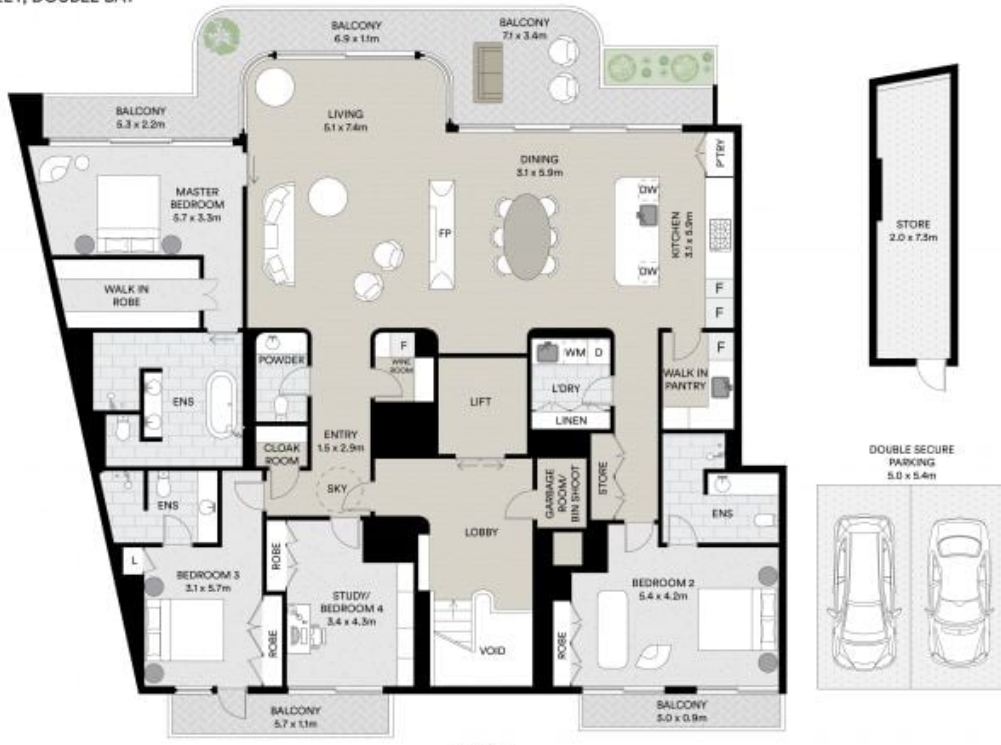 DOUBLE BAY
BALCONY
6.9 x 1.1m
BALCONY
7.1 x 3.4m
BALCONY
5.3 x 2.2m
LIVING
5.1 x 7.4m
DINING
3.1 x 5.9m
P'TRY
MASTER
BEDROOM
5.7 x 3.3m
DW
KITCHEN
3.1 x 5.9m
FP
DW
F
F
WALK IN
ROBE
STORE
2.0 x 7.3m
POWDER
F
WINE
ROOM
WM
D
L'DRY
LINEN
F
WALK IN
PANTRY
LIFT
ENS
ENTRY
1.5 x 2.9m
CLOAK
ROOM
SKY
STORE
GARBAGE
ROOM/
BIN SHOOT
DOUBLE SECURE
PARKING
5.0 x 5.4m
ENS
ENS
LOBBY
L
BEDROOM 3
3.1 x 5.7m
ROBE
STUDY/
BEDROOM 4
3.4 x 4.3m
BEDROOM 2
5.4 x 4.2m
ROBE
VOID
ROBE
BALCONY
5.7 x 1.1m
BALCONY
5.0 x 0.9m